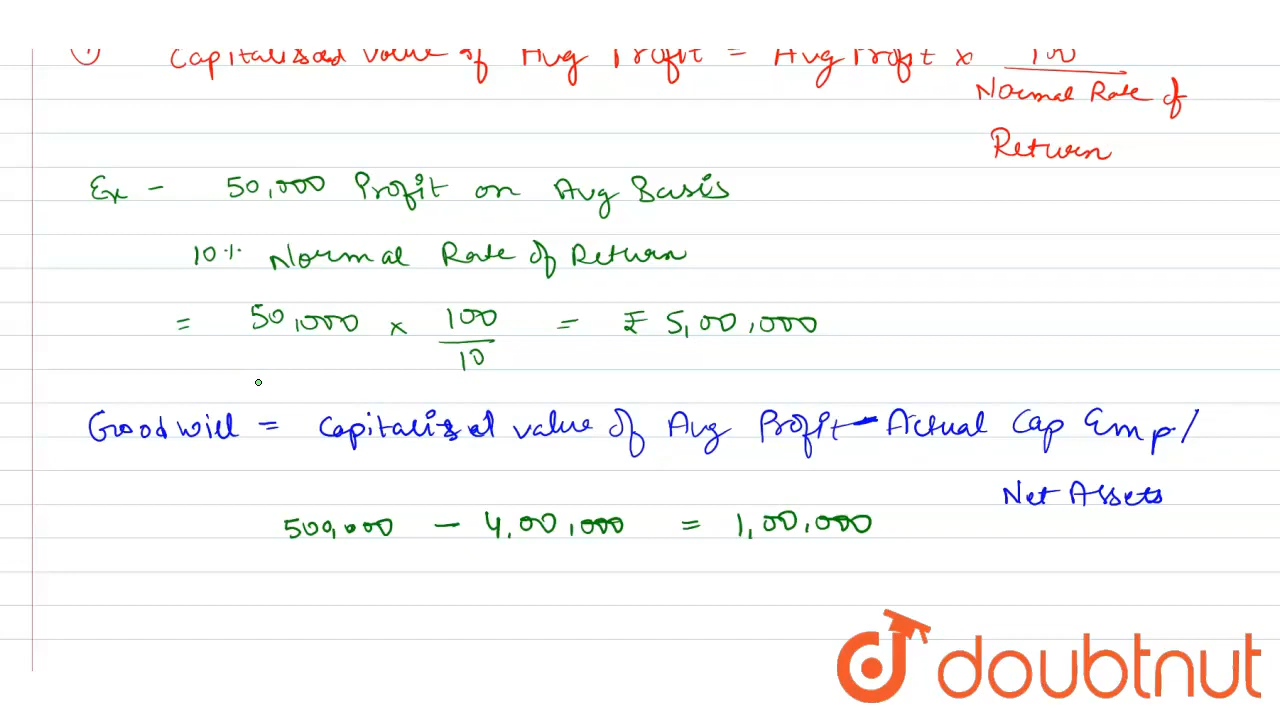 ① Capitalised Value of Avg Profit = Avg Profit × 100
Normal Rate of
Return
Ex - 50,000 Profit on Avg Basis
10% Normal Rate of Return
= 50,000 × 100/10 = ₹ 5,00,000
Goodwill = Capitalised value of Avg Profit - Actual Cap Emp/
Net Assets
500,000 - 4,00,000 = 1,00,000
doubtnut